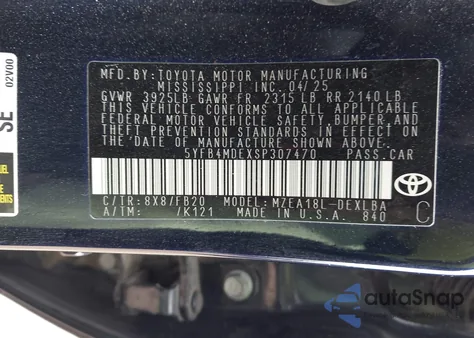 SE
02V00
MFD. BY: TOYOTA MOTOR MANUFACTURING
MISSISSIPPI INC. 04/25
GVWR 3925LB GAWR FR 2315 LB RR 2140 LB
THIS VEHICLE CONFORMS TO ALL APPLICABLE
FEDERAL MOTOR VEHICLE SAFETY, BUMPER, AND
THEFT PREVENTION STANDARDS IN EFFECT ON
THE DATE OF MANUFACTURE SHOWN ABOVE.
5YFB4MDEXSP307470 PASS.CAR
C/TR: 8X8/FB20 MODEL: MZEA18L-DEXLBA
A/TM: /K121 MADE IN U.S.A. 840
C
autoSnap